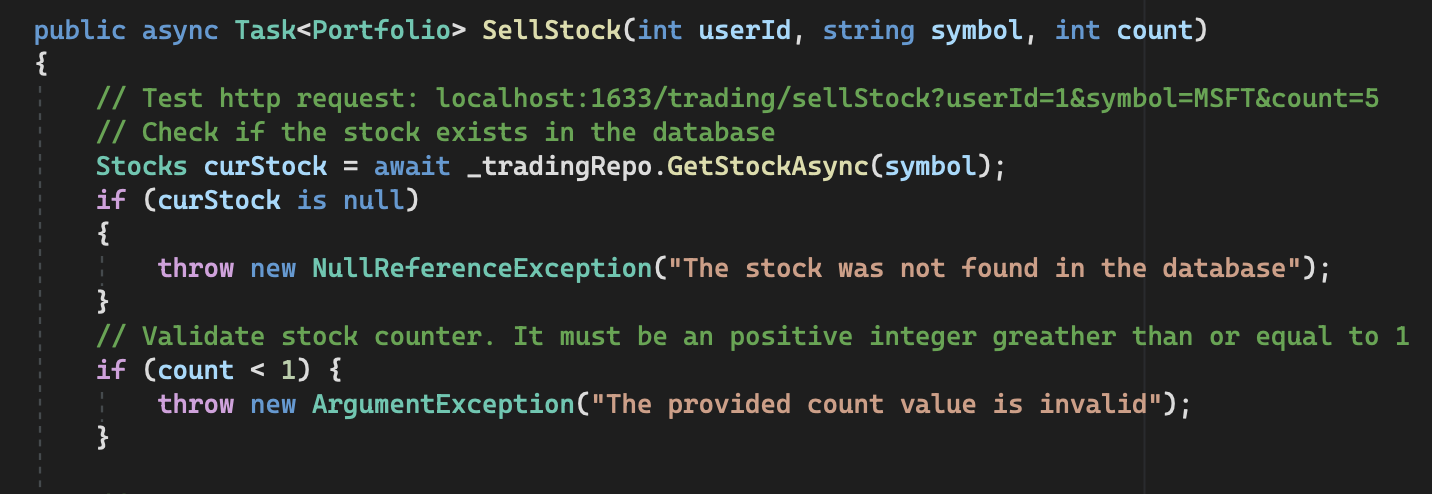 public async Task<Portfolio> SellStock(int userId, string symbol, int count)
{
// Test http request: localhost:1633/trading/sellStock?userId=1&symbol=MSFT&count=5
// Check if the stock exists in the database
Stocks curStock = await _tradingRepo.GetStockAsync(symbol);
if (curStock is null)
{
throw new NullReferenceException("The stock was not found in the database");
}
// Validate stock counter. It must be an positive integer greather than or equal to 1
if (count < 1) {
throw new ArgumentException("The provided count value is invalid");
}